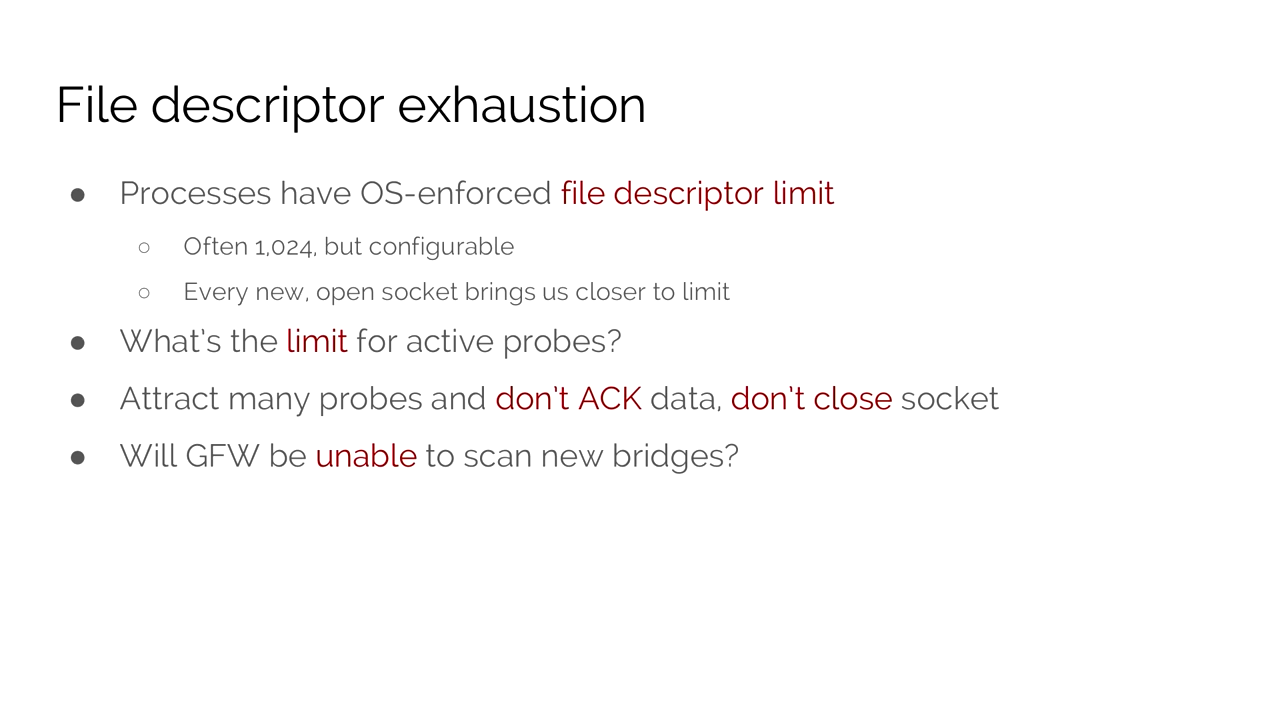 File descriptor exhaustion
● Processes have OS-enforced file descriptor limit
○ Often 1,024, but configurable
○ Every new, open socket brings us closer to limit
● What's the limit for active probes?
● Attract many probes and don't ACK data, don't close socket
● Will GFW be unable to scan new bridges?